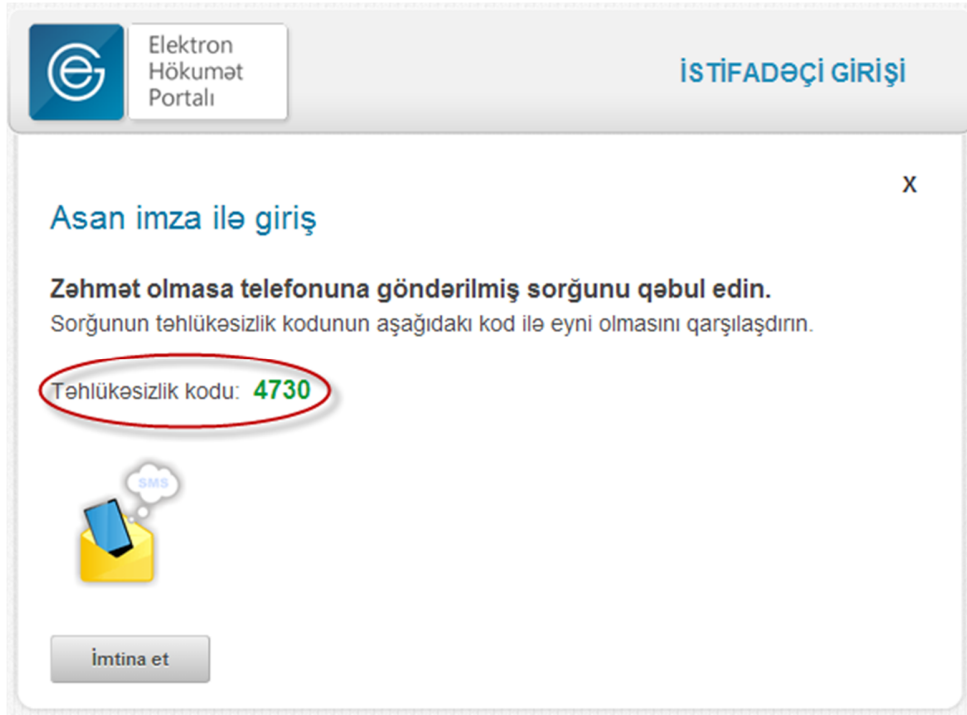 Elektron
Hökumət
Portalı
İSTİFADƏÇİ GİRİŞİ
X
Asan imza ilə giriş
Zəhmət olmasa telefonuna göndərilmiş sorğunu qəbul edin.
Sorğunun təhlükəsizlik kodunun aşağıdakı kod ilə eyni olmasını qarşılaşdırın.
Təhlükəsizlik kodu: 4730
SMS
İmtina et